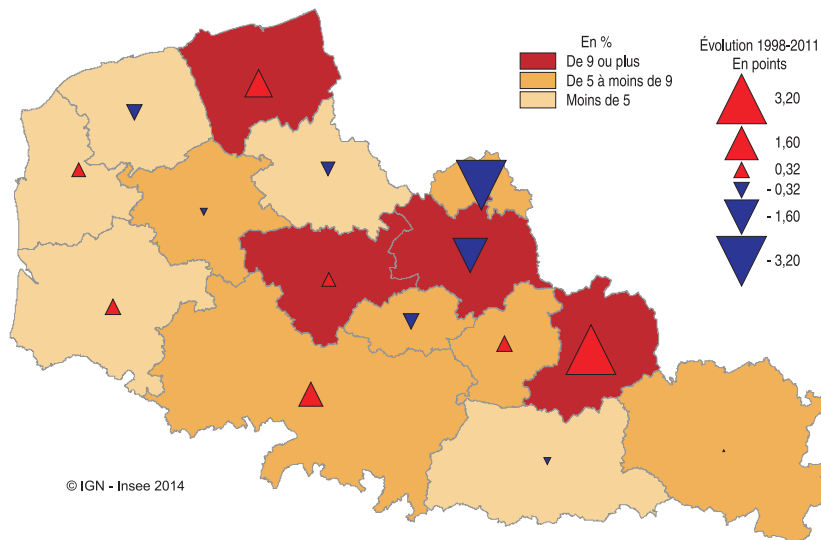 En %
De 9 ou plus
De 5 à moins de 9
Moins de 5
Évolution 1998-2011
En points
3,20
1,60
0,32
- 0,32
- 1,60
- 3,20
© IGN - Insee 2014